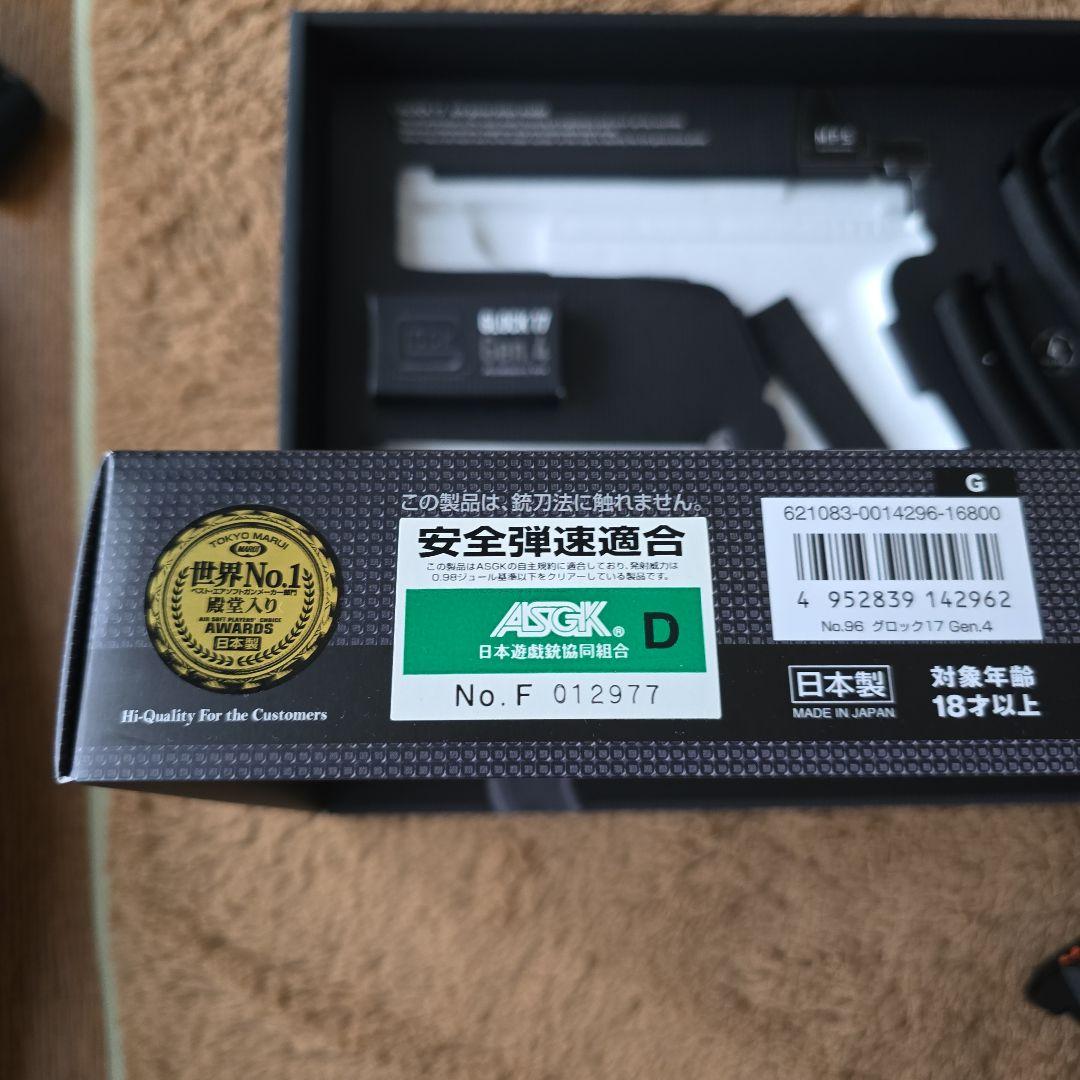 GLOCK 17
Gen.4
G
この製品は、銃刀法に触れません。
安全弾速適合
この製品はASGKの自主規約に適合しており、発射威力は
0.98ジュール基準以下をクリアーしている製品です。
ASGK®
日本遊戯銃協同組合
D
No.F 012977
TOKYO MARUI
MARUI
世界No.1
ベスト・エアソフトガンメーカー部門
殿堂入り
AIR SOFT PLAYERS' CHOICE
AWARDS
日本製
Hi-Quality For the Customers
621083-0014296-16800
4 952839 142962
No.96 グロック17 Gen.4
日本製
MADE IN JAPAN
対象年齢
18才以上